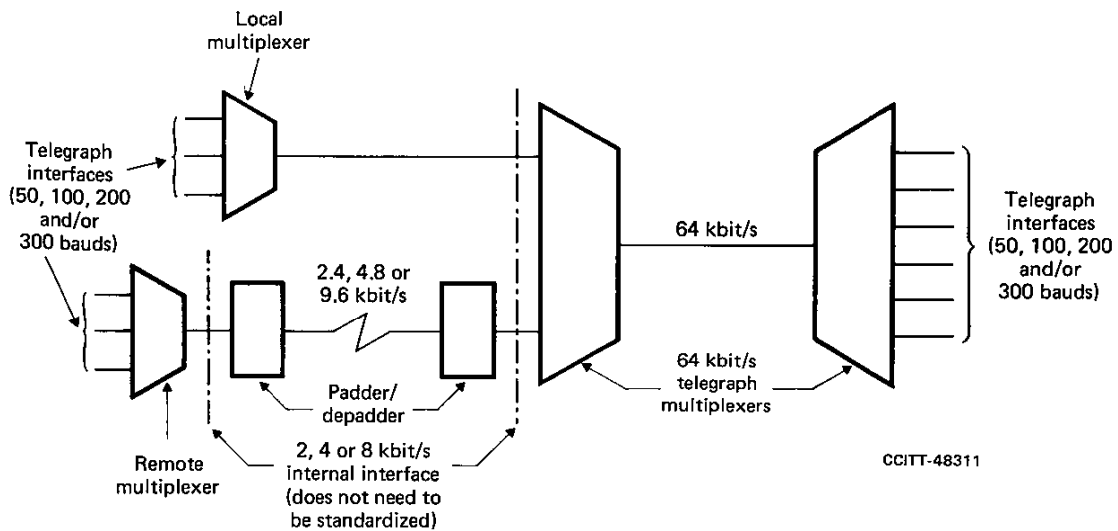 Local
multiplexer
Telegraph
interfaces
(50, 100, 200
and/or
300 bauds)
2.4, 4.8 or
9.6 kbit/s
64 kbit/s
Telegraph
interfaces
(50, 100, 200
and/or
300 bauds)
Padder/
depadder
64 kbit/s
telegraph
multiplexers
Remote
multiplexer
2, 4 or 8 kbit/s
internal interface
(does not need to
be standardized)
CCITT-48311